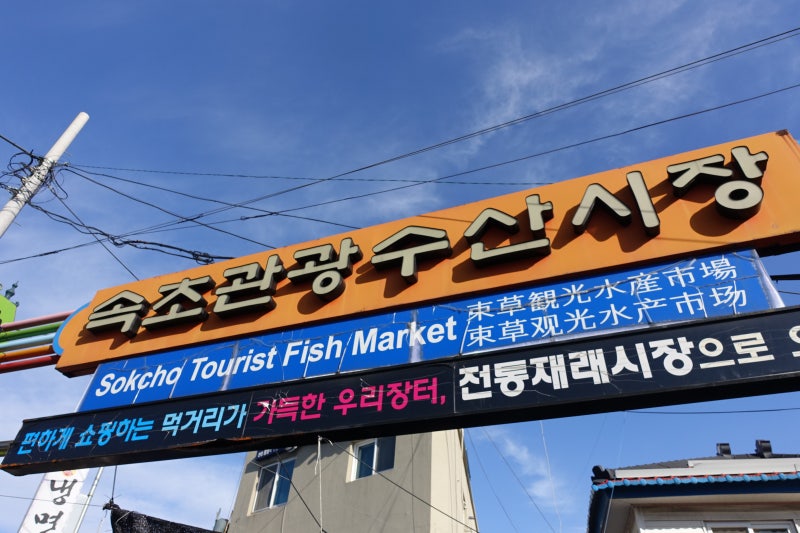 속초관광수산시장
Sokcho Tourist Fish Market
束草観光水産市場
束草观光水产市场
편하게 쇼핑하는 먹거리가 가득한 우리장터, 전통재래시장으로
냉면